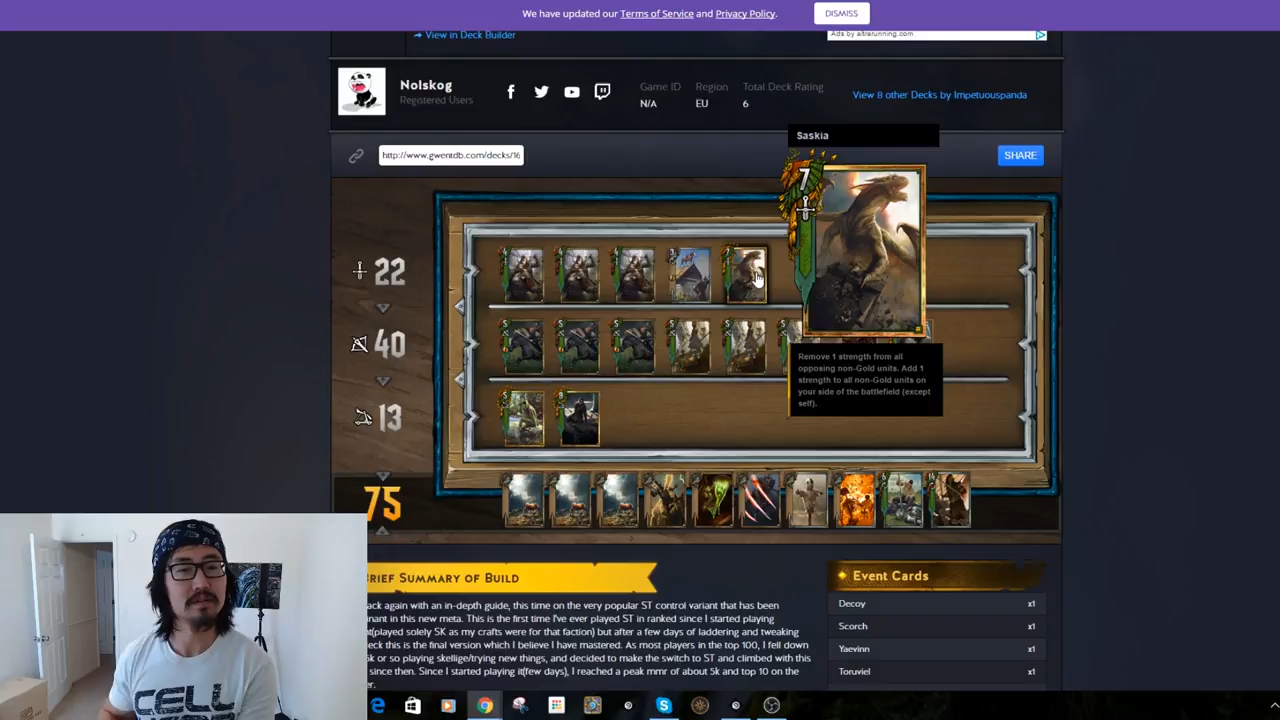 We have updated our Terms of Service and Privacy Policy.
DISMISS
→ View in Deck Builder
Ads by altrarunning.com
Nolskog
Registered Users
Game ID
N/A
Region
EU
Total Deck Rating
6
View 8 other Decks by Impetuouspanda
http://www.gwentdb.com/decks/16
SHARE
Saskia
7
Remove 1 strength from all
opposing non-Gold units. Add 1
strength to all non-Gold units on
your side of the battlefield (except
self).
22
40
13
75
BRIEF SUMMARY OF BUILD
ack again with an in-depth guide, this time on the very popular ST control variant that has been
nant in this new meta. This is the first time I've ever played ST in ranked since I started playing
t(played solely SK as my crafts were for that faction) but after a few days of laddering and tweaking
eck this is the final version which I believe I have mastered. As most players in the top 100, I fell down
5k or so playing skellige/trying new things, and decided to make the switch to ST and climbed with this
since then. Since I started playing it(few days), I reached a peak mmr of about 5k and top 10 on the
er.
Event Cards
Decoy x1
Scorch x1
Yaevinn x1
Toruviel x1
CELL